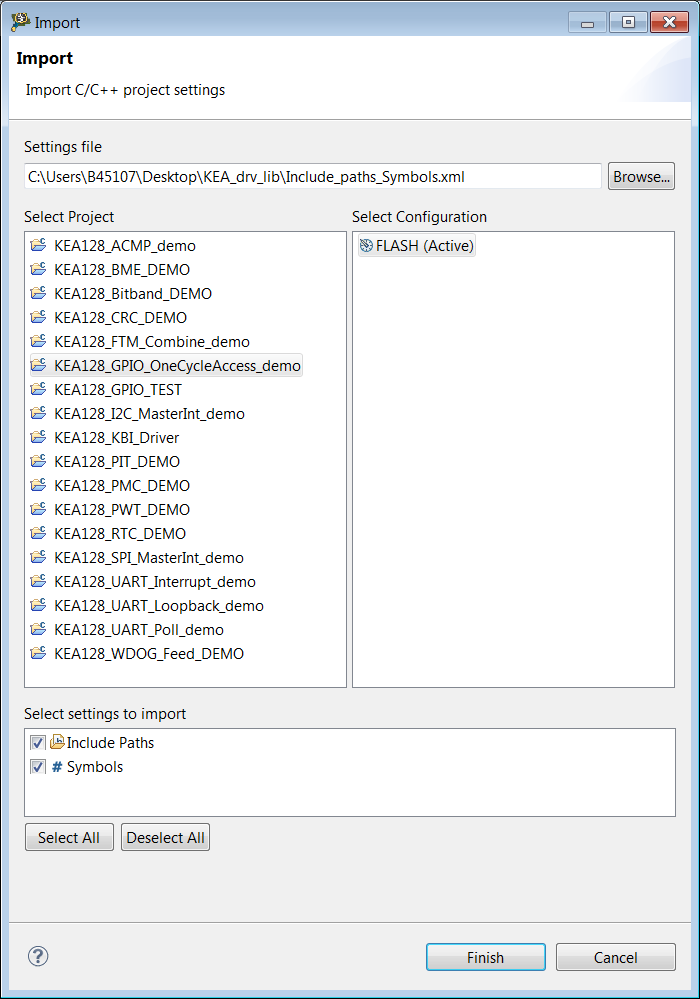 Import
Import
Import C/C++ project settings
Settings file
C:\Users\B45107\Desktop\KEA_drv_lib\Include_paths_Symbols.xml
Browse...
Select Project
Select Configuration
KEA128_ACMP_demo
FLASH (Active)
KEA128_BME_DEMO
KEA128_Bitband_DEMO
KEA128_CRC_DEMO
KEA128_FTM_Combine_demo
KEA128_GPIO_OneCycleAccess_demo
KEA128_GPIO_TEST
KEA128_I2C_MasterInt_demo
KEA128_KBI_Driver
KEA128_PIT_DEMO
KEA128_PMC_DEMO
KEA128_PWT_DEMO
KEA128_RTC_DEMO
KEA128_SPI_MasterInt_demo
KEA128_UART_Interrupt_demo
KEA128_UART_Loopback_demo
KEA128_UART_Poll_demo
KEA128_WDOG_Feed_DEMO
Select settings to import
Include Paths
# Symbols
Select All
Deselect All
?
Finish
Cancel